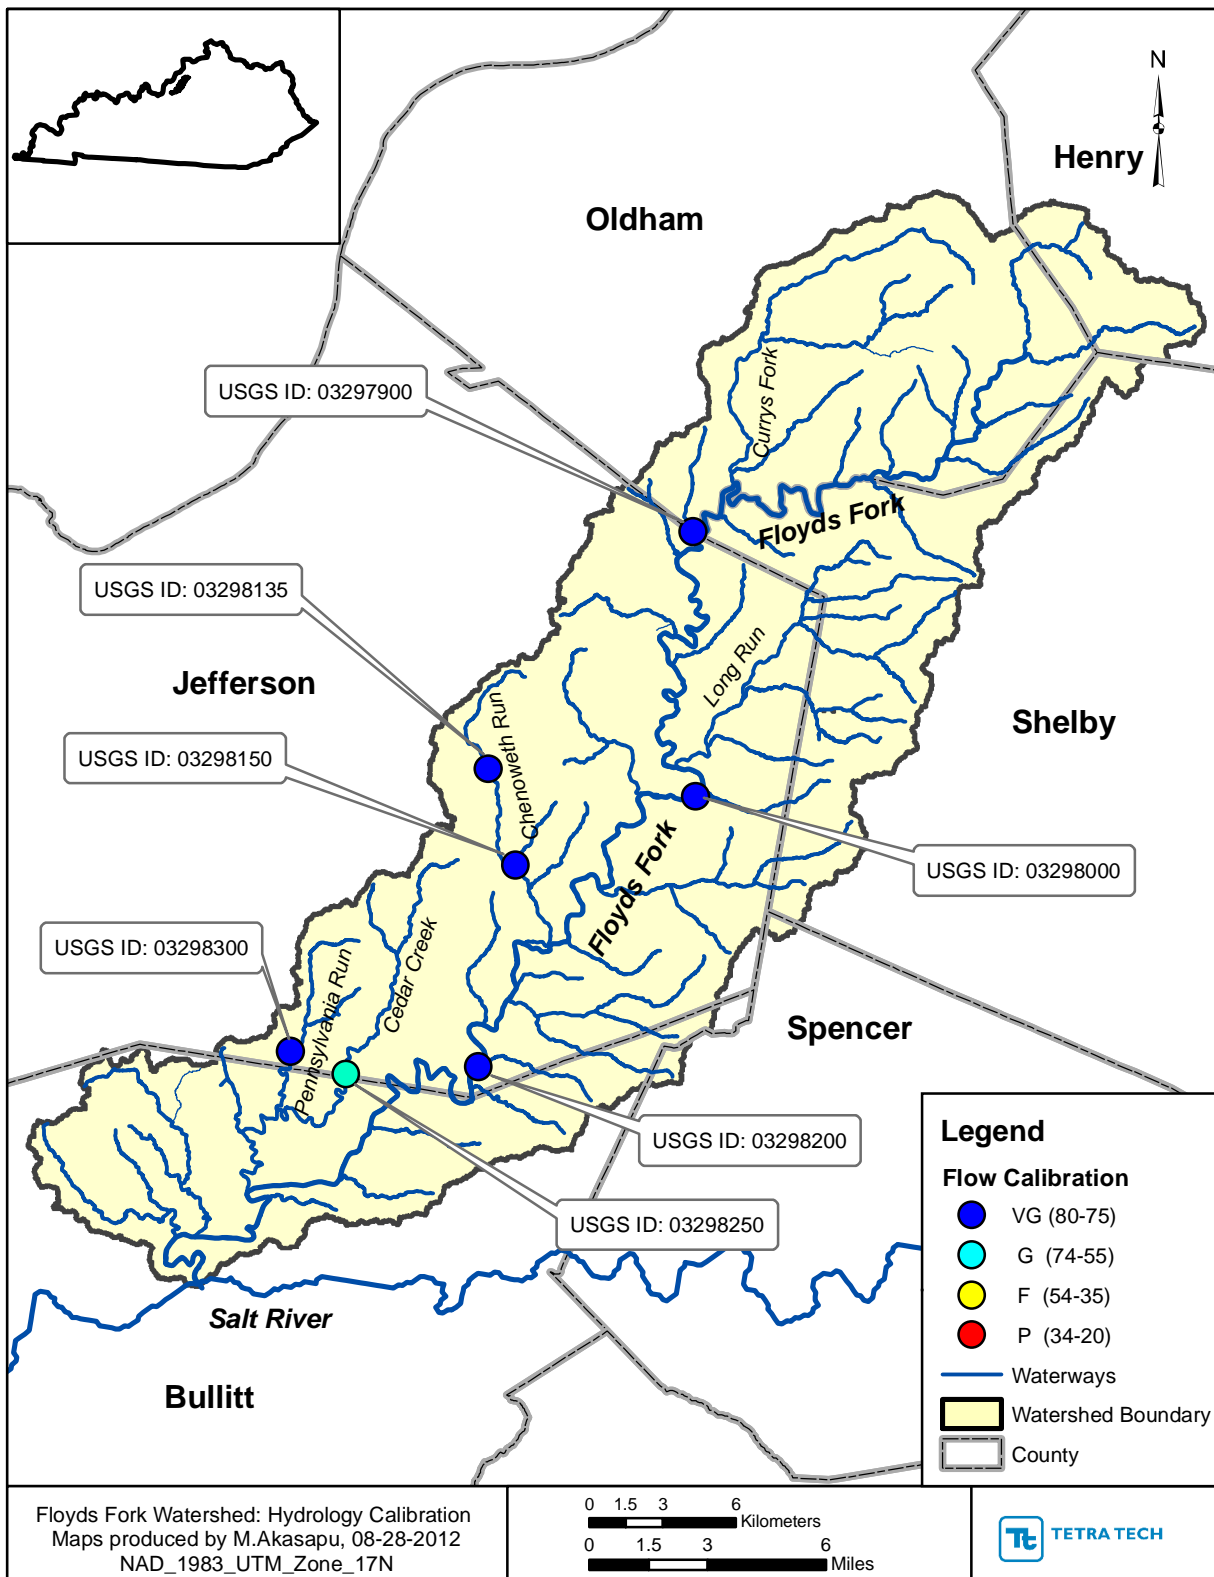 N
Henry
Oldham
USGS ID: 03297900
Currys Fork
Floyds Fork
USGS ID: 03298135
Long Run
Jefferson
Chenoweth Run
Shelby
USGS ID: 03298150
Floyds Fork
USGS ID: 03298000
USGS ID: 03298300
Cedar Creek
Pennsylvania Run
Spencer
USGS ID: 03298200
USGS ID: 03298250
Salt River
Bullitt
Legend
Flow Calibration
VG (80-75)
G (74-55)
F (54-35)
P (34-20)
Waterways
Watershed Boundary
County
Floyds Fork Watershed: Hydrology Calibration
Maps produced by M.Akasapu, 08-28-2012
NAD_1983_UTM_Zone_17N
0 1.5 3 6
Kilometers
0 1.5 3 6
Miles
Tt TETRA TECH